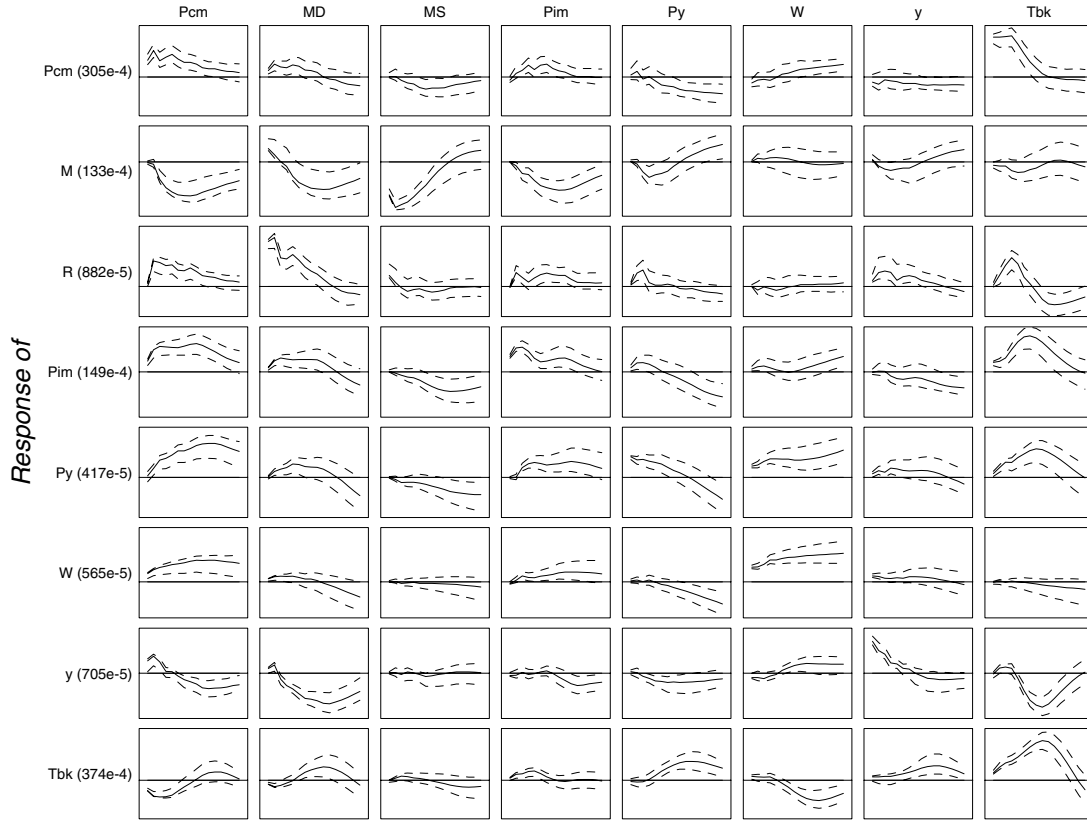 Pcm MD MS Pim Py W y Tbk
Response of
Pcm (305e-4)
M (133e-4)
R (882e-5)
Pim (149e-4)
Py (417e-5)
W (565e-5)
y (705e-5)
Tbk (374e-4)